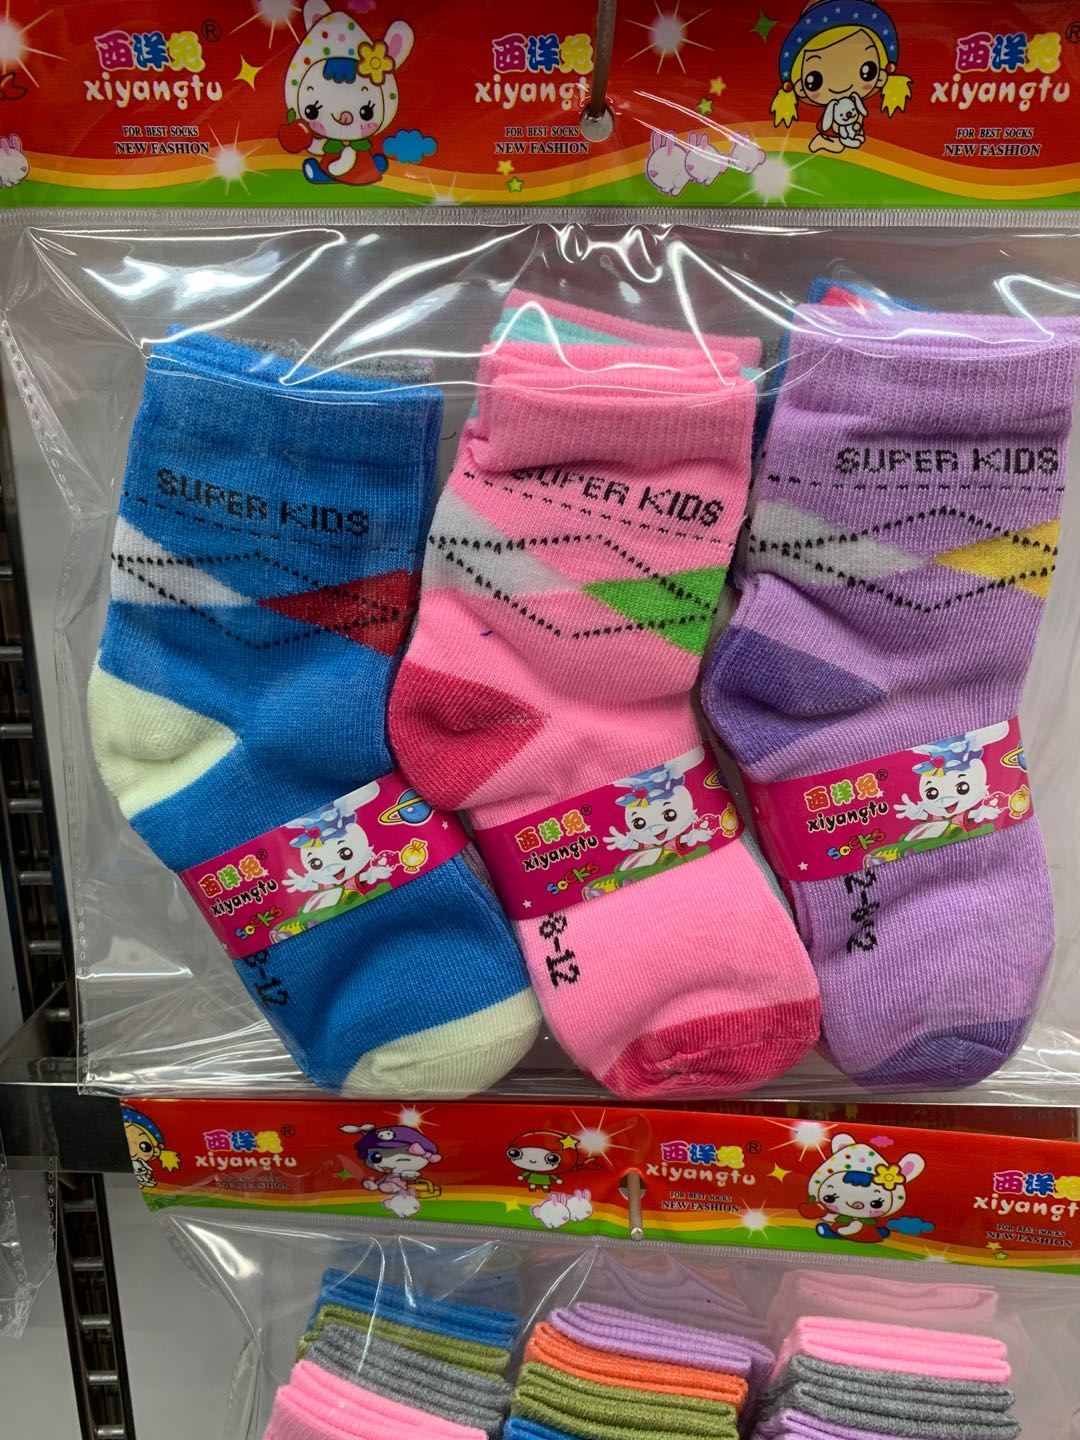 西洋兔®
xiyangtu
FOR BEST SOCKS
NEW FASHION
西洋兔
xiyangtu
FOR BEST SOCKS
NEW FASHION
西洋兔®
xiyangtu
FOR BEST SOCKS
NEW FASHION
SUPER KIDS
SUPER KIDS
SUPER KIDS
西洋兔®
xiyangtu
socks
西洋兔®
xiyangtu
socks
西洋兔®
xiyangtu
socks
8-12
8-12
西洋兔®
xiyangtu
NEW FASHION
西洋兔®
xiyangtu
FOR BEST SOCKS
NEW FASHION
西洋兔
xiyangt
FOR BEST SOCKS
NEW FASHION